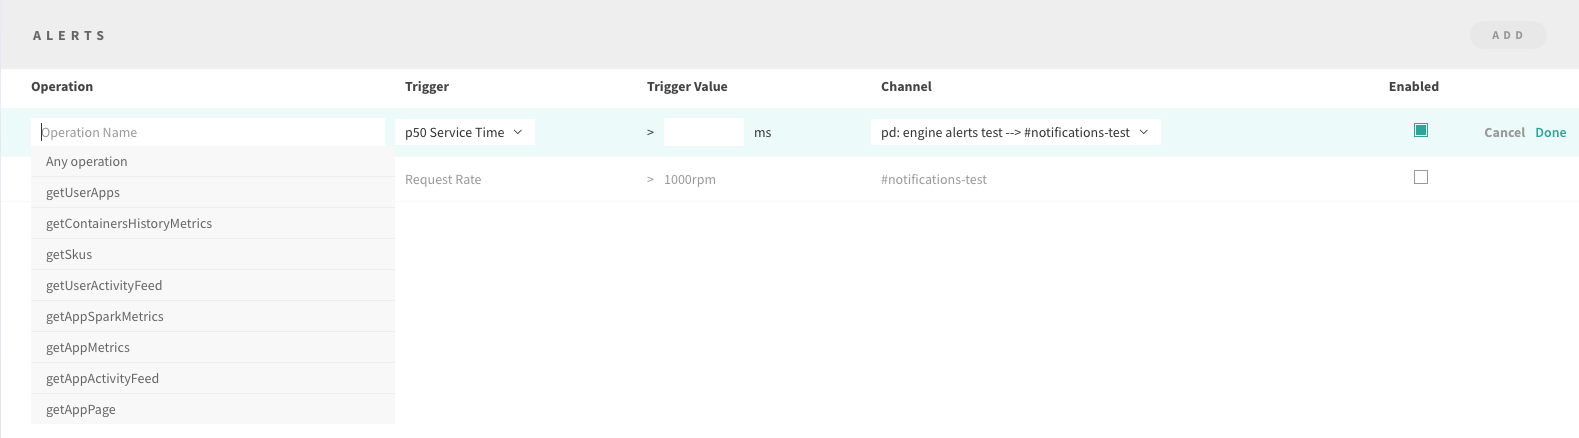 ALERTS
ADD
Operation Trigger Trigger Value Channel Enabled
Operation Name p50 Service Time > ms pd: engine alerts test --> #notifications-test Cancel Done
Any operation
Request Rate > 1000rpm #notifications-test
getUserApps
getContainersHistoryMetrics
getSkus
getUserActivityFeed
getAppSparkMetrics
getAppMetrics
getAppActivityFeed
getAppPage